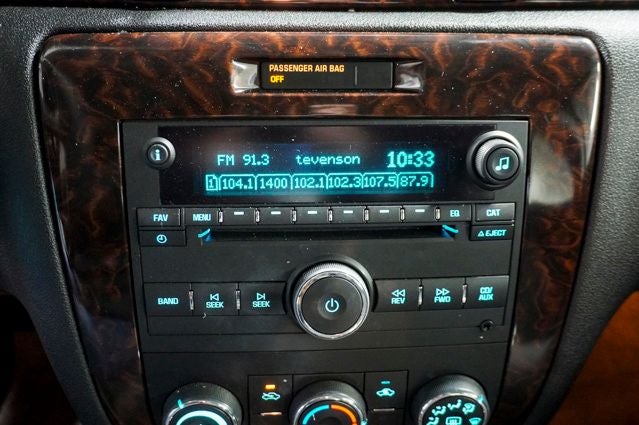 PASSENGER AIR BAG
OFF
FM 91.3 tevenson 10:33
1 104.1 1400 102.1 102.3 107.5 87.9
FAV MENU EQ CAT
EJECT
BAND SEEK SEEK REV FWD CD/
AUX